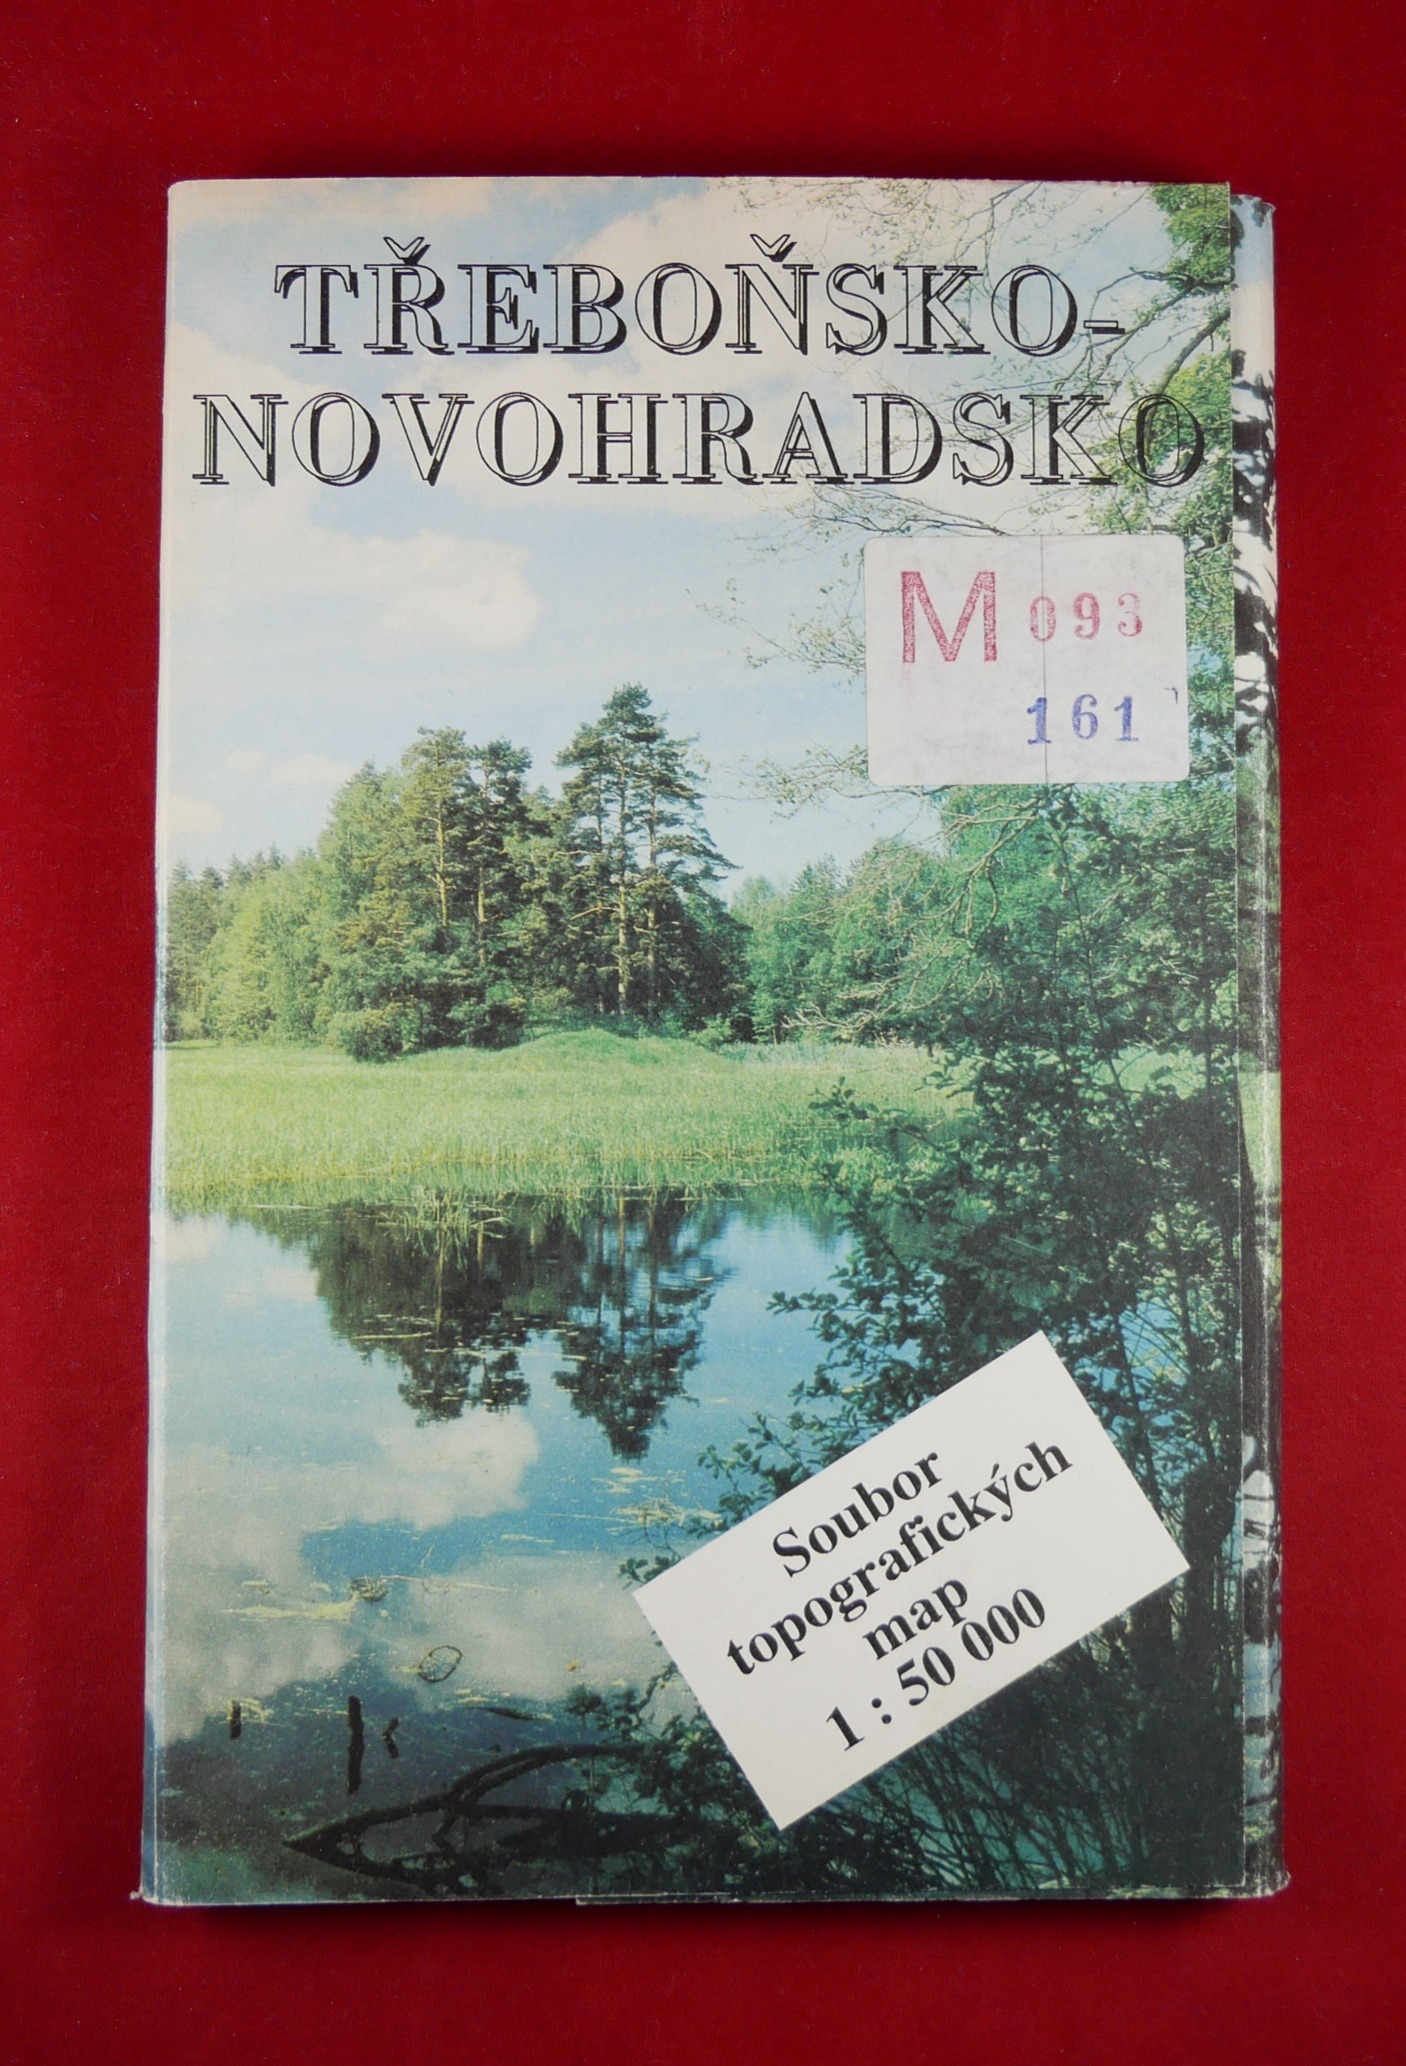 TŘEBOŇSKO-
NOVOHRADSKO
M 093
161
Soubor
topografických
map
1 : 50 000